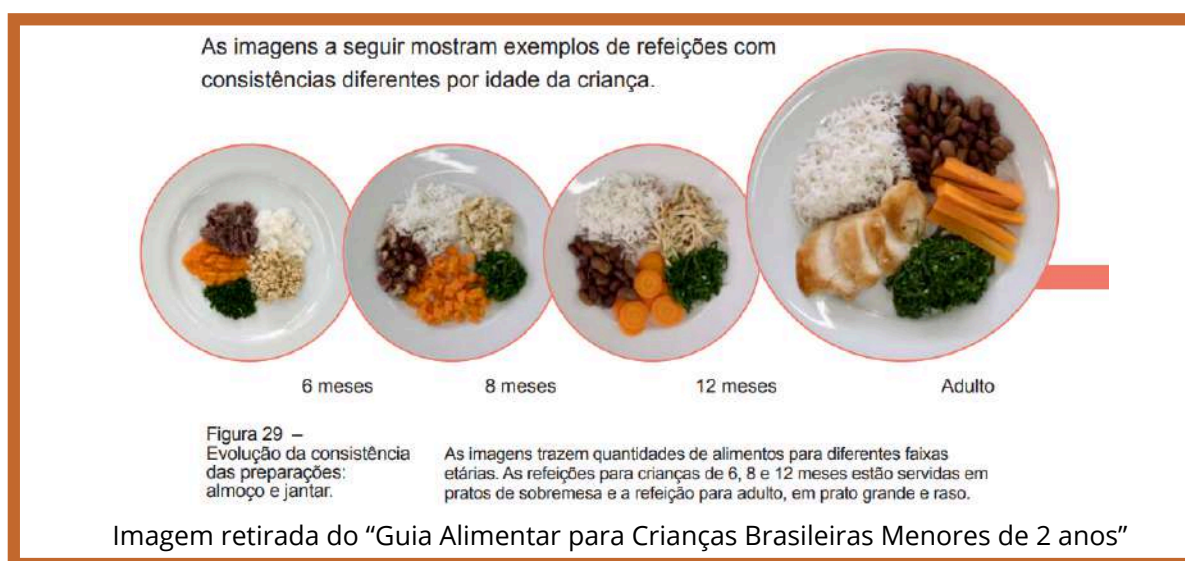 As imagens a seguir mostram exemplos de refeições com
consistências diferentes por idade da criança.
6 meses
8 meses
12 meses
Adulto
Figura 29 –
Evolução da consistência
das preparações:
almoço e jantar.
As imagens trazem quantidades de alimentos para diferentes faixas
etárias. As refeições para crianças de 6, 8 e 12 meses estão servidas em
pratos de sobremesa e a refeição para adulto, em prato grande e raso.
Imagem retirada do “Guia Alimentar para Crianças Brasileiras Menores de 2 anos”